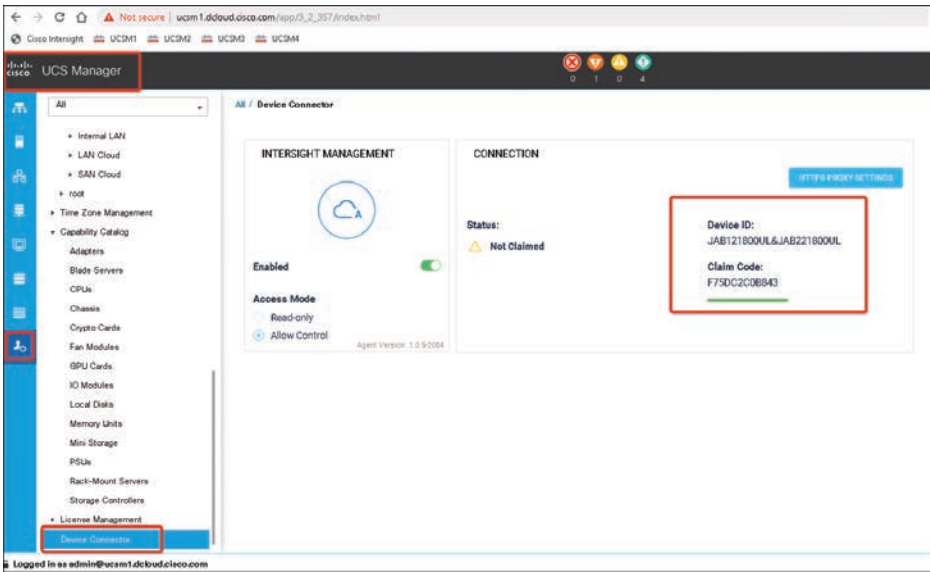 Not secure | ucsm1.dcloud.cisco.com/app/5_2_357/index.html
Cisco Intersight UCSM1 UCSM2 UCSM3 UCSM4
CISCO UCS Manager
0 1 0 4
All
All / Device Connector
Internal LAN
LAN Cloud
SAN Cloud
root
Time Zone Management
Capability Catalog
Adapters
Blade Servers
CPUs
Chassis
Crypto Cards
Fan Modules
GPU Cards
IO Modules
Local Disks
Memory Units
Mini Storage
PSUs
Rack-Mount Servers
Storage Controllers
License Management
Device Connector
INTERSIGHT MANAGEMENT
A
Enabled
Access Mode
Read-only
Allow Control
Agent Version: 1.0.9-2084
CONNECTION
HTTPS PROXY SETTINGS
Status:
Not Claimed
Device ID:
JAB121800UL&JAB221800UL
Claim Code:
F75DC2C0B843
Logged in as admin@ucsm1.dcloud.cisco.com